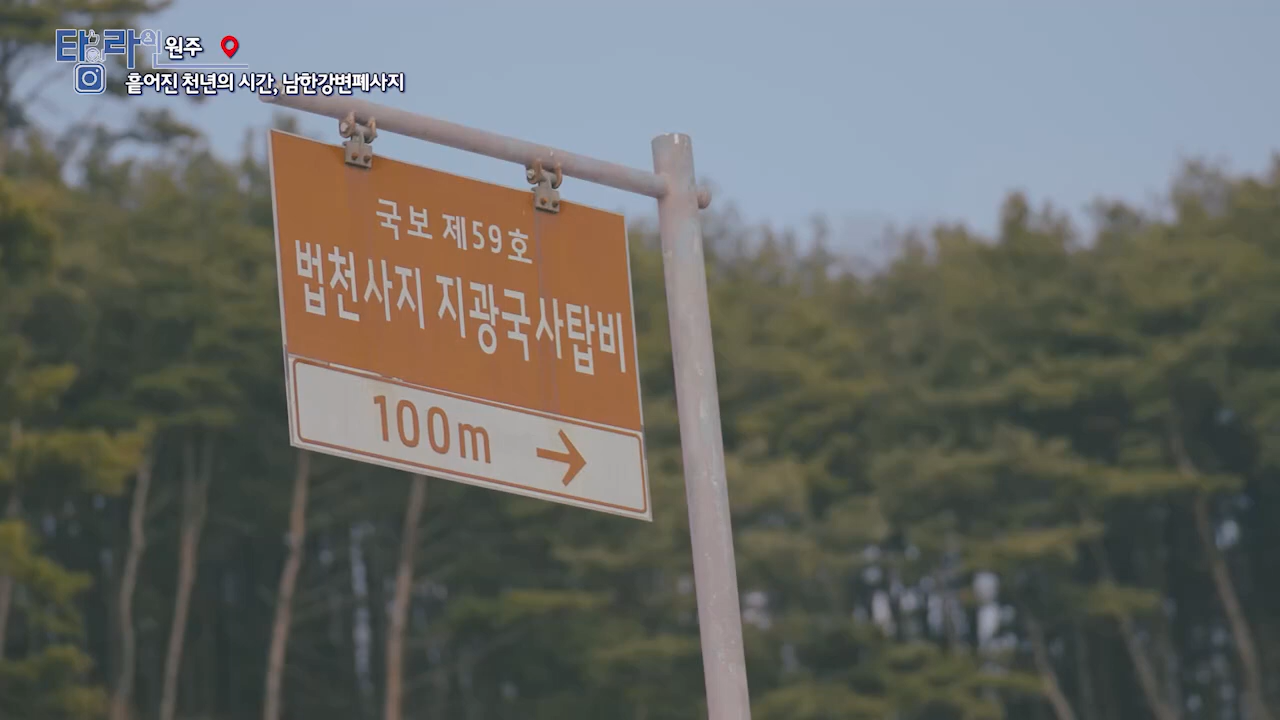 타라의 원주
흩어진 천년의 시간, 남한강변폐사지
국보 제59호
법천사지 지광국사탑비
100m →